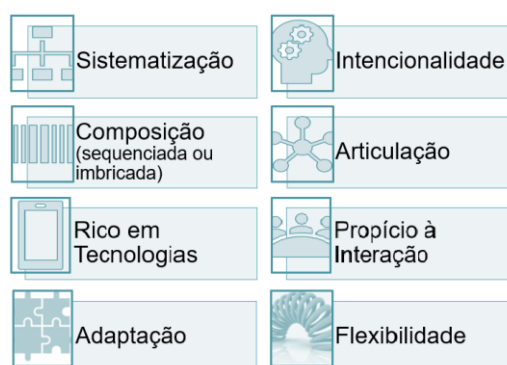 Sistematização
Intencionalidade
Composição
(sequenciada ou
imbricada)
Articulação
Rico em
Tecnologias
Propício à
Interação
Adaptação
Flexibilidade